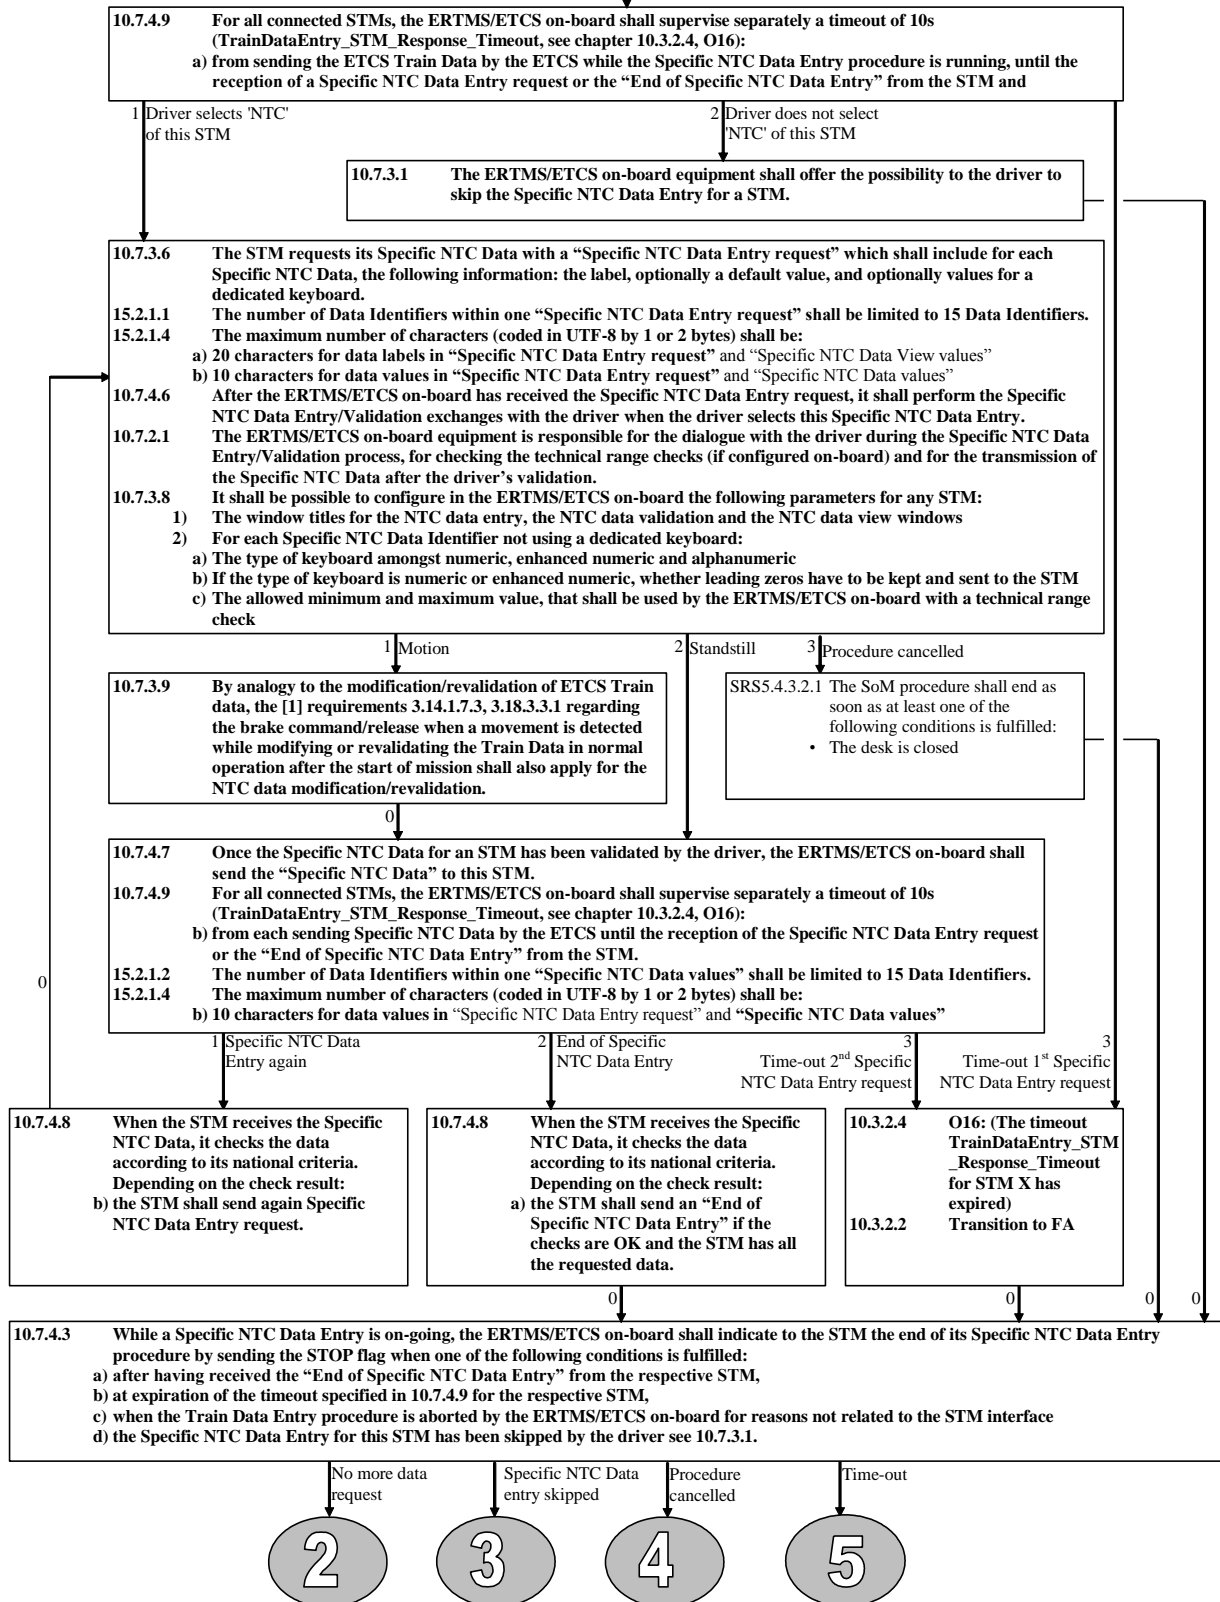 10.7.4.9 For all connected STMs, the ERTMS/ETCS on-board shall supervise separately a timeout of 10s
(TrainDataEntry_STM_Response_Timeout, see chapter 10.3.2.4, O16):
a) from sending the ETCS Train Data by the ETCS while the Specific NTC Data Entry procedure is running, until the
reception of a Specific NTC Data Entry request or the “End of Specific NTC Data Entry” from the STM and
1 Driver selects 'NTC'
of this STM
2 Driver does not select
'NTC' of this STM
10.7.3.1 The ERTMS/ETCS on-board equipment shall offer the possibility to the driver to
skip the Specific NTC Data Entry for a STM.
10.7.3.6 The STM requests its Specific NTC Data with a “Specific NTC Data Entry request” which shall include for each
Specific NTC Data, the following information: the label, optionally a default value, and optionally values for a
dedicated keyboard.
15.2.1.1 The number of Data Identifiers within one “Specific NTC Data Entry request” shall be limited to 15 Data Identifiers.
15.2.1.4 The maximum number of characters (coded in UTF-8 by 1 or 2 bytes) shall be:
a) 20 characters for data labels in “Specific NTC Data Entry request” and “Specific NTC Data View values”
b) 10 characters for data values in “Specific NTC Data Entry request” and “Specific NTC Data values”
10.7.4.6 After the ERTMS/ETCS on-board has received the Specific NTC Data Entry request, it shall perform the Specific
NTC Data Entry/Validation exchanges with the driver when the driver selects this Specific NTC Data Entry.
10.7.2.1 The ERTMS/ETCS on-board equipment is responsible for the dialogue with the driver during the Specific NTC Data
Entry/Validation process, for checking the technical range checks (if configured on-board) and for the transmission of
the Specific NTC Data after the driver’s validation.
10.7.3.8 It shall be possible to configure in the ERTMS/ETCS on-board the following parameters for any STM:
1) The window titles for the NTC data entry, the NTC data validation and the NTC data view windows
2) For each Specific NTC Data Identifier not using a dedicated keyboard:
a) The type of keyboard amongst numeric, enhanced numeric and alphanumeric
b) If the type of keyboard is numeric or enhanced numeric, whether leading zeros have to be kept and sent to the STM
c) The allowed minimum and maximum value, that shall be used by the ERTMS/ETCS on-board with a technical range
check
1 Motion
2 Standstill
3 Procedure cancelled
10.7.3.9 By analogy to the modification/revalidation of ETCS Train
data, the [1] requirements 3.14.1.7.3, 3.18.3.3.1 regarding
the brake command/release when a movement is detected
while modifying or revalidating the Train Data in normal
operation after the start of mission shall also apply for the
NTC data modification/revalidation.
SRS5.4.3.2.1 The SoM procedure shall end as
soon as at least one of the
following conditions is fulfilled:
• The desk is closed
0
10.7.4.7 Once the Specific NTC Data for an STM has been validated by the driver, the ERTMS/ETCS on-board shall
send the “Specific NTC Data” to this STM.
10.7.4.9 For all connected STMs, the ERTMS/ETCS on-board shall supervise separately a timeout of 10s
(TrainDataEntry_STM_Response_Timeout, see chapter 10.3.2.4, O16):
b) from each sending Specific NTC Data by the ETCS until the reception of the Specific NTC Data Entry request
or the “End of Specific NTC Data Entry” from the STM.
15.2.1.2 The number of Data Identifiers within one “Specific NTC Data values” shall be limited to 15 Data Identifiers.
15.2.1.4 The maximum number of characters (coded in UTF-8 by 1 or 2 bytes) shall be:
b) 10 characters for data values in “Specific NTC Data Entry request” and “Specific NTC Data values”
0
1 Specific NTC Data
Entry again
2 End of Specific
NTC Data Entry
3
Time-out 2nd Specific
NTC Data Entry request
3
Time-out 1st Specific
NTC Data Entry request
10.7.4.8 When the STM receives the Specific
NTC Data, it checks the data
according to its national criteria.
Depending on the check result:
b) the STM shall send again Specific
NTC Data Entry request.
10.7.4.8 When the STM receives the Specific
NTC Data, it checks the data
according to its national criteria.
Depending on the check result:
a) the STM shall send an “End of
Specific NTC Data Entry” if the
checks are OK and the STM has all
the requested data.
10.3.2.4 O16: (The timeout
TrainDataEntry_STM
_Response_Timeout
for STM X has
expired)
10.3.2.2 Transition to FA
0
0
0
0
10.7.4.3 While a Specific NTC Data Entry is on-going, the ERTMS/ETCS on-board shall indicate to the STM the end of its Specific NTC Data Entry
procedure by sending the STOP flag when one of the following conditions is fulfilled:
a) after having received the “End of Specific NTC Data Entry” from the respective STM,
b) at expiration of the timeout specified in 10.7.4.9 for the respective STM,
c) when the Train Data Entry procedure is aborted by the ERTMS/ETCS on-board for reasons not related to the STM interface
d) the Specific NTC Data Entry for this STM has been skipped by the driver see 10.7.3.1.
No more data
request
Specific NTC Data
entry skipped
Procedure
cancelled
Time-out
2
3
4
5